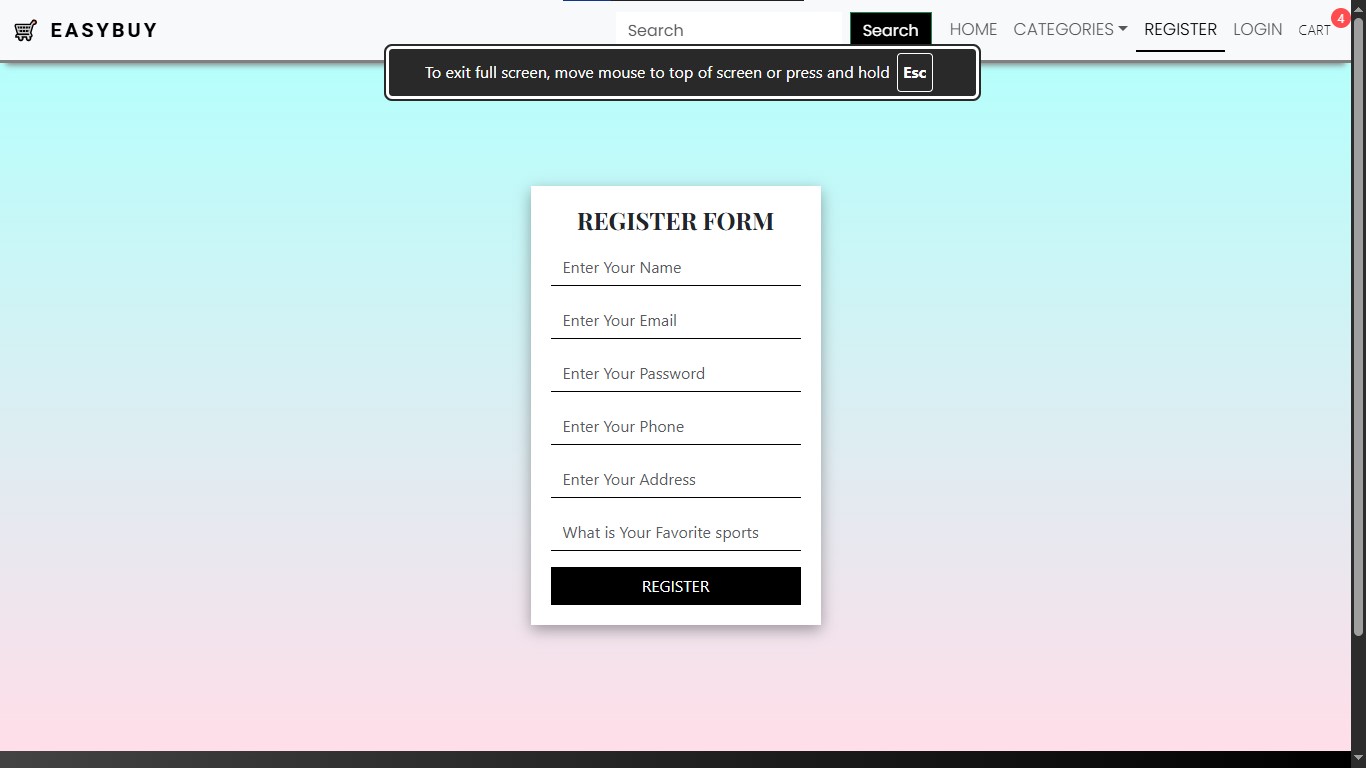 EASYBUY
Search Search HOME CATEGORIES REGISTER LOGIN CART 4
To exit full screen, move mouse to top of screen or press and hold Esc
REGISTER FORM
Enter Your Name
Enter Your Email
Enter Your Password
Enter Your Phone
Enter Your Address
What is Your Favorite sports
REGISTER